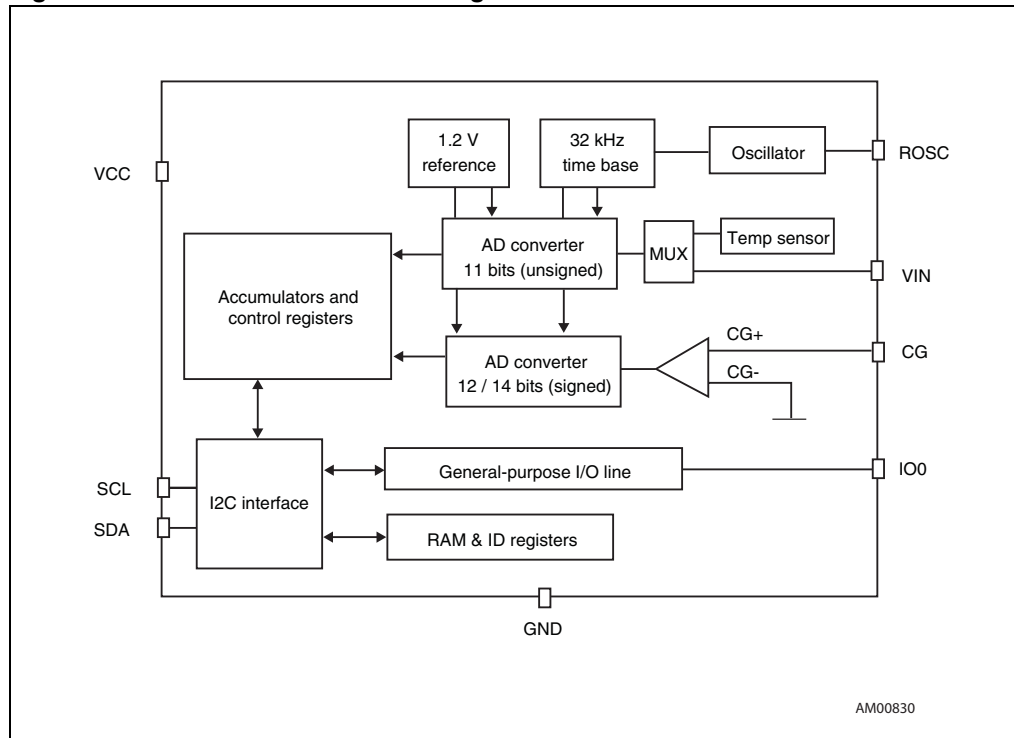 VCC
1.2 V
reference
32 kHz
time base
Oscillator
ROSC
AD converter
11 bits (unsigned)
MUX
Temp sensor
VIN
Accumulators and
control registers
AD converter
12 / 14 bits (signed)
CG+
CG-
CG
SCL
SDA
I2C interface
General-purpose I/O line
IO0
RAM & ID registers
GND
AM00830